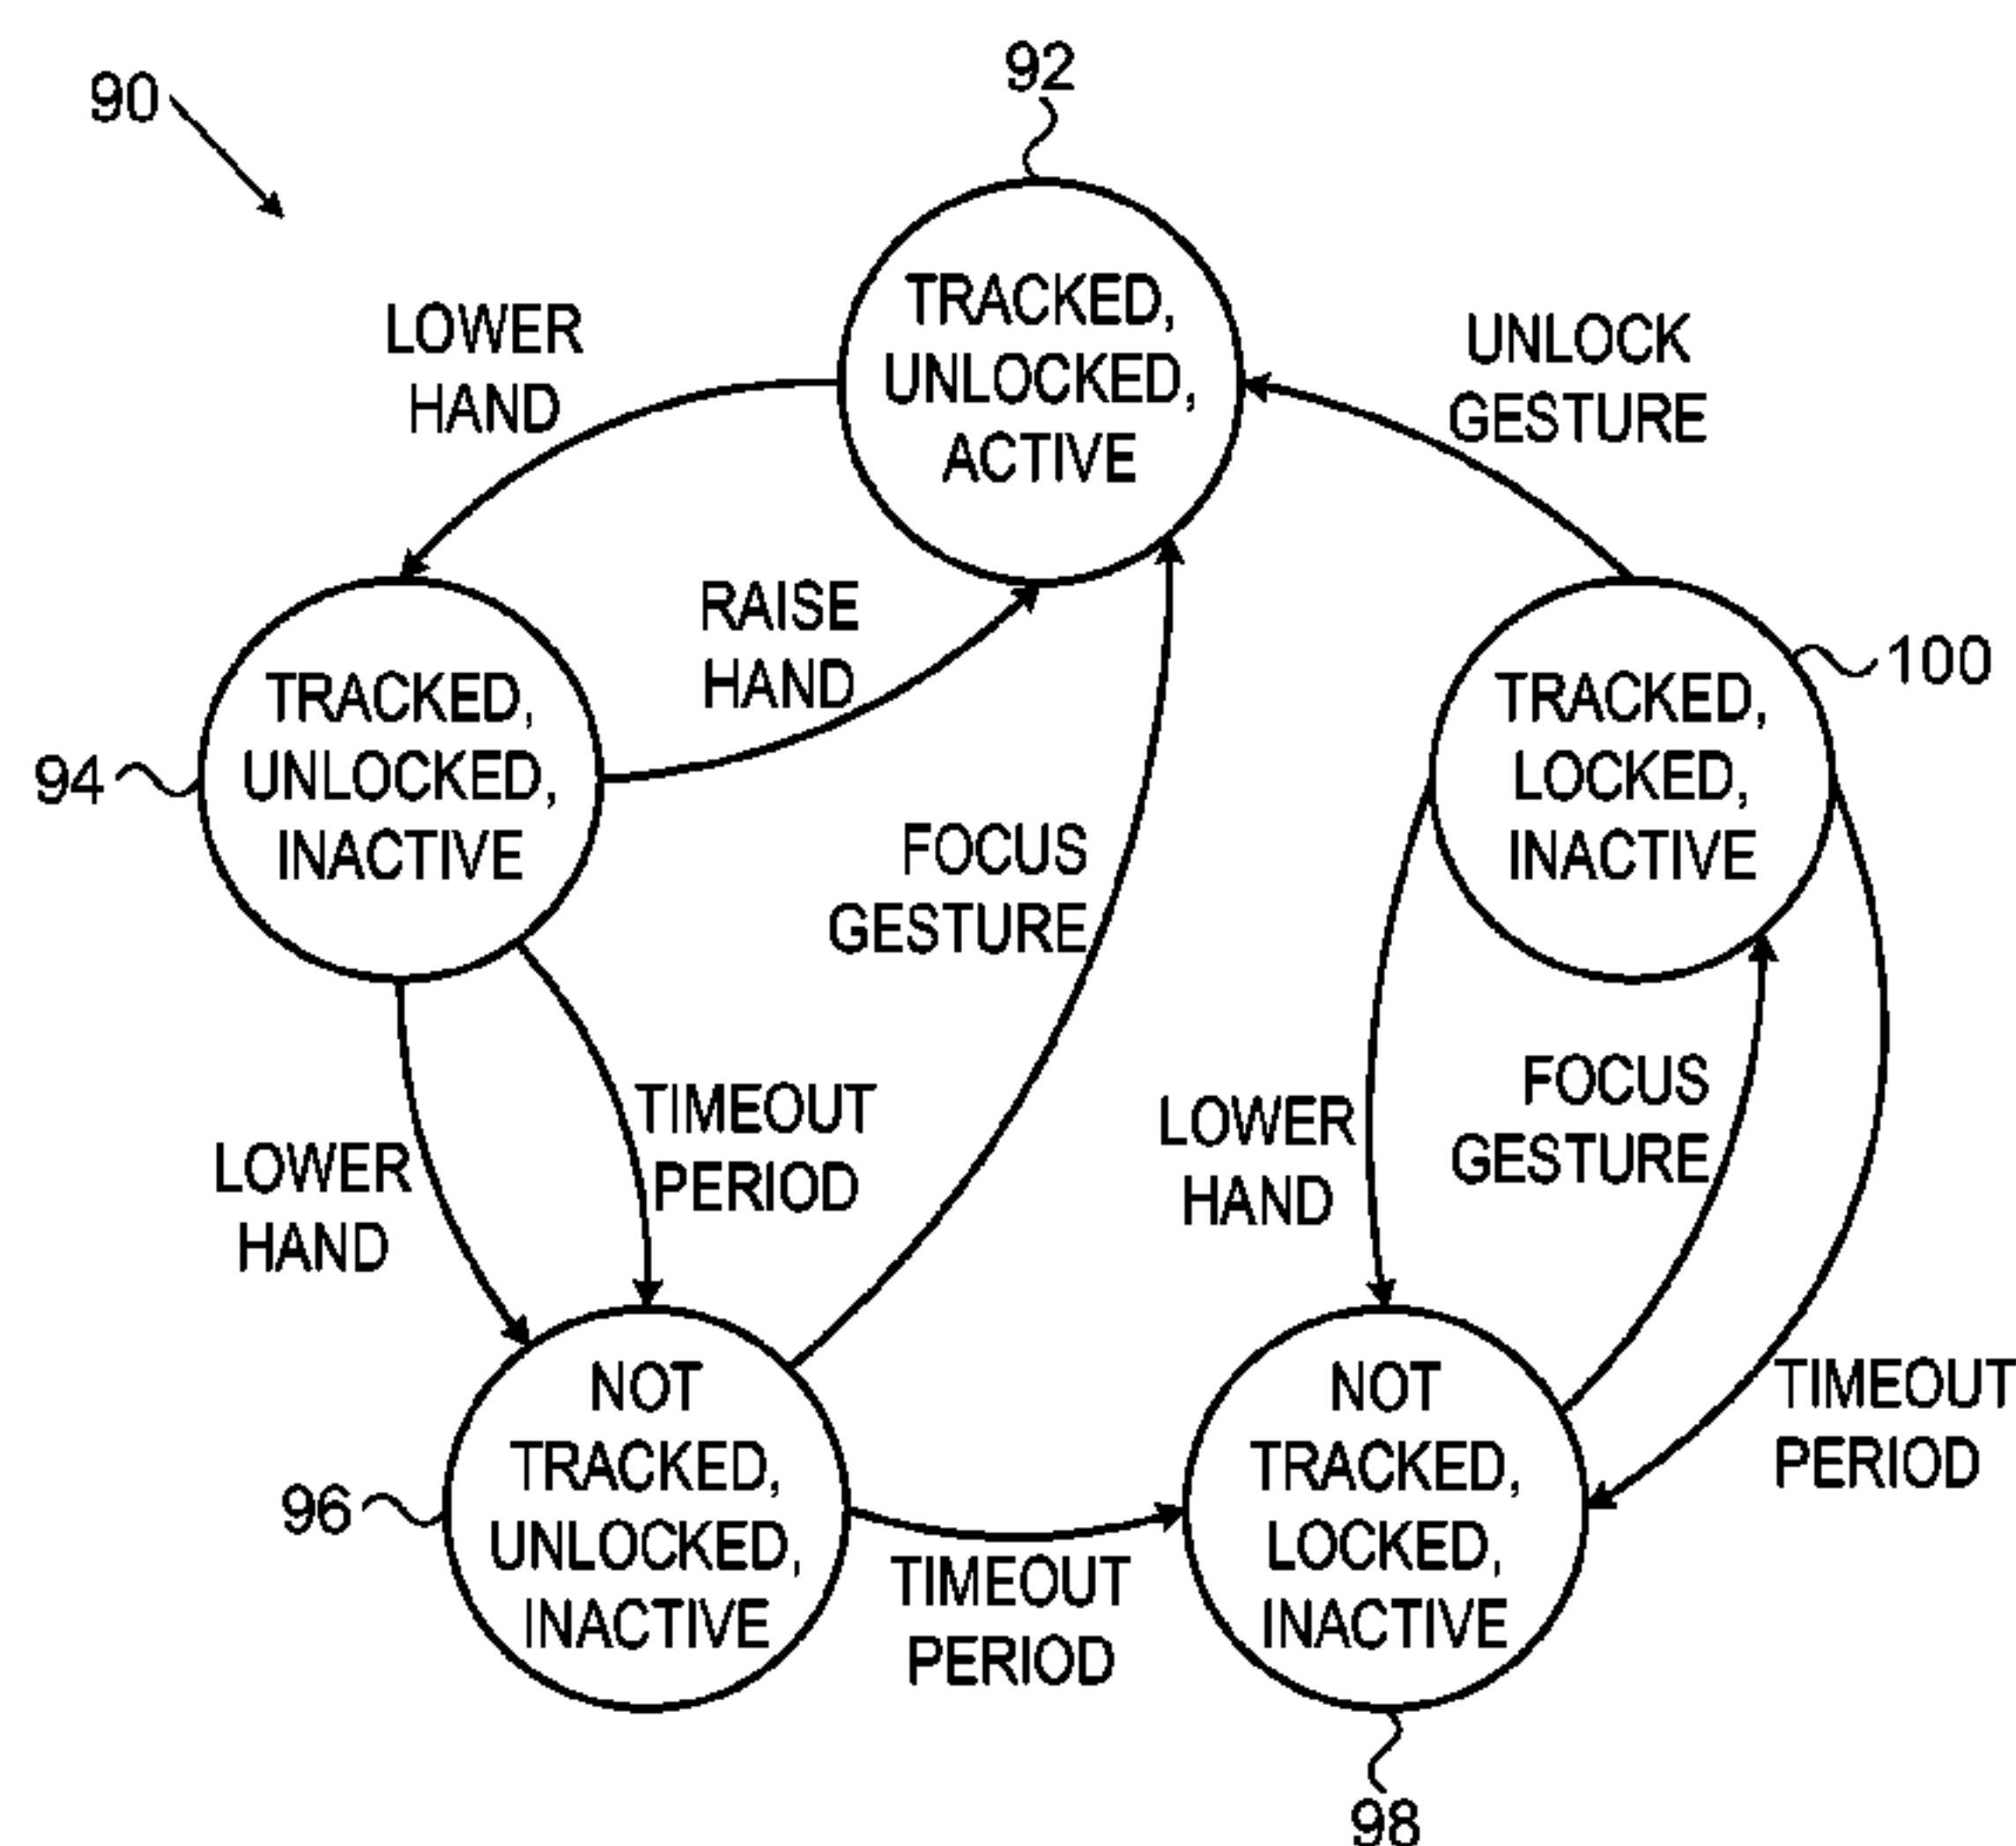 90
92
TRACKED,
UNLOCKED,
ACTIVE
LOWER
HAND
UNLOCK
GESTURE
RAISE
HAND
100
94
TRACKED,
UNLOCKED,
INACTIVE
TRACKED,
LOCKED,
INACTIVE
FOCUS
GESTURE
LOWER
HAND
TIMEOUT
PERIOD
LOWER
HAND
FOCUS
GESTURE
TIMEOUT
PERIOD
96
NOT
TRACKED,
UNLOCKED,
INACTIVE
TIMEOUT
PERIOD
NOT
TRACKED,
LOCKED,
INACTIVE
98